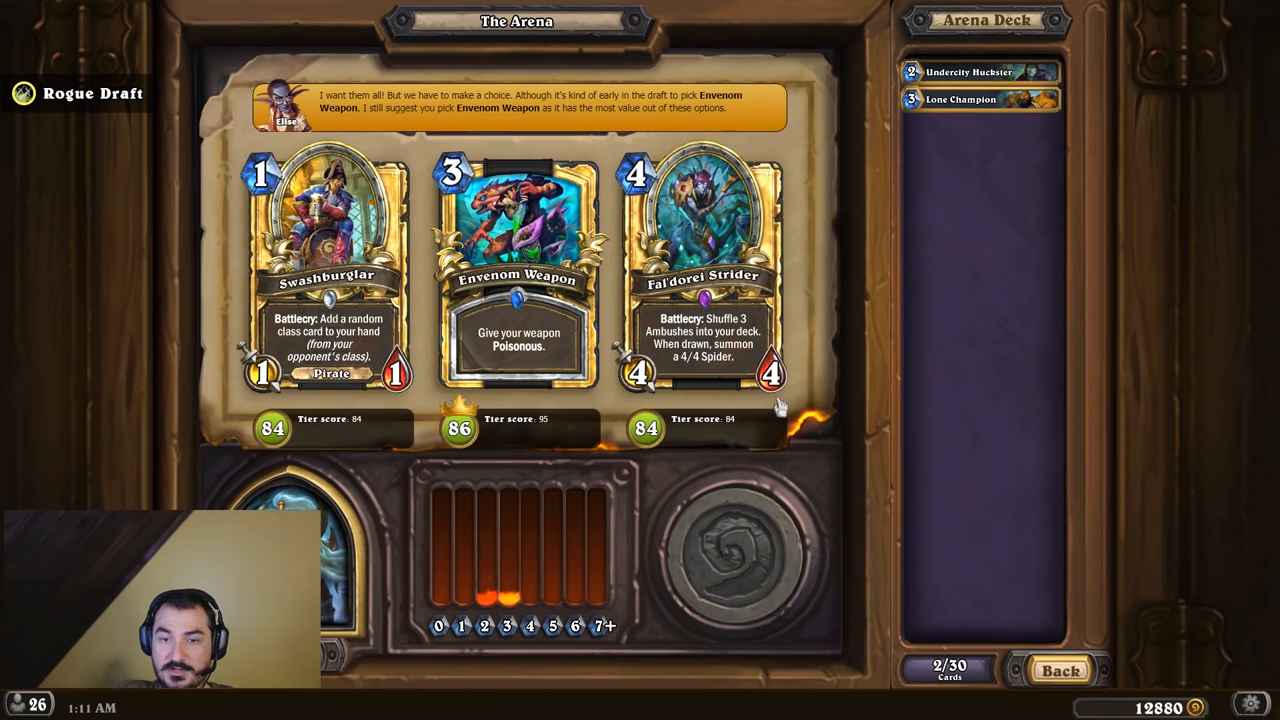 The Arena
Arena Deck
Rogue Draft
I want them all! But we have to make a choice. Although it's kind of early in the draft to pick Envenom
Weapon, I still suggest you pick Envenom Weapon as it has the most value out of these options.
Elise
2 Undercity Huckster
3 Lone Champion
1
3
4
Swashburglar
Battlecry: Add a random
class card to your hand
(from your
opponent's class).
Pirate
1
1
Envenom Weapon
Give your weapon
Poisonous.
Fal'dorei Strider
Battlecry: Shuffle 3
Ambushes into your deck.
When drawn, summon
a 4/4 Spider.
4
4
84
Tier score: 84
86
Tier score: 95
84
Tier score: 84
0 1 2 3 4 5 6 7+
2/30
Cards
Back
26
1:11 AM
12880